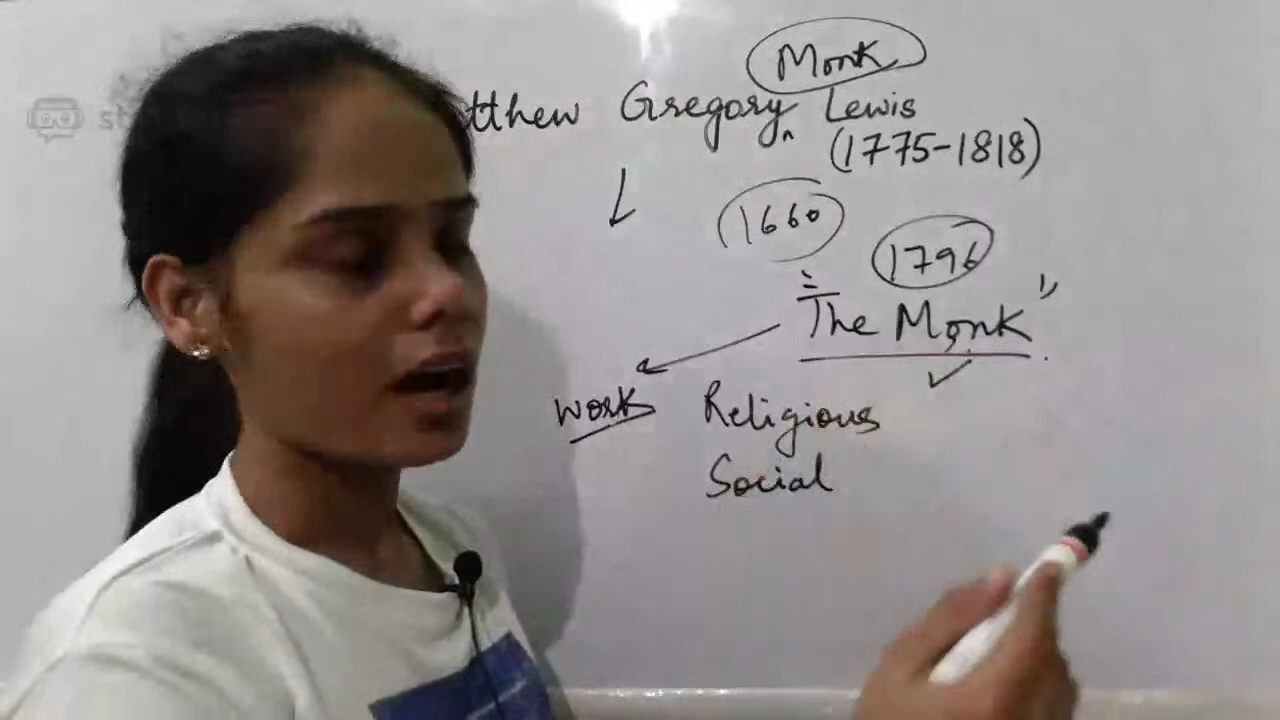 Monk
tthew Gregory Lewis
(1775-1818)
1660
1796
"The Monk"
work Religious
Social